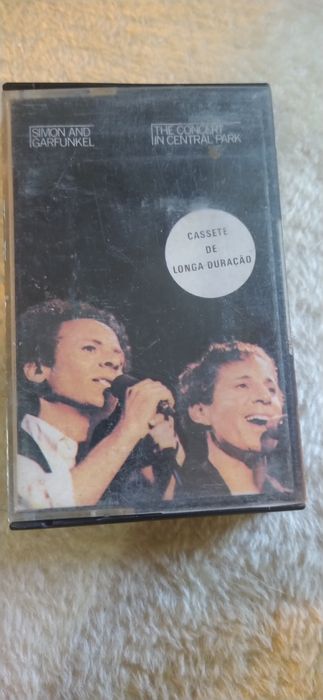 SIMON AND
GARFUNKEL
THE CONCERT
IN CENTRAL PARK
CASSETE
DE
LONGA DURAÇÃO